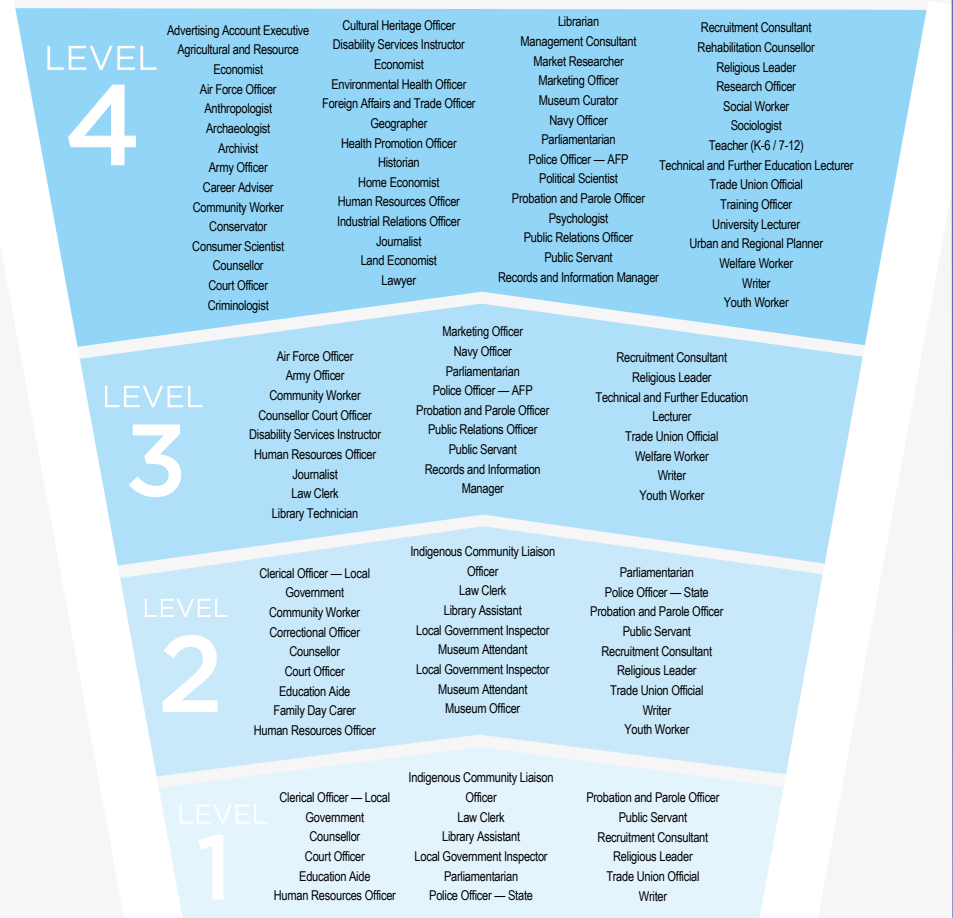 LEVEL
4
Advertising Account Executive
Agricultural and Resource
Economist
Air Force Officer
Anthropologist
Archaeologist
Archivist
Army Officer
Career Adviser
Community Worker
Conservator
Consumer Scientist
Counsellor
Court Officer
Criminologist
Cultural Heritage Officer
Disability Services Instructor
Economist
Environmental Health Officer
Foreign Affairs and Trade Officer
Geographer
Health Promotion Officer
Historian
Home Economist
Human Resources Officer
Industrial Relations Officer
Journalist
Land Economist
Lawyer
Librarian
Management Consultant
Market Researcher
Marketing Officer
Museum Curator
Navy Officer
Parliamentarian
Police Officer — AFP
Political Scientist
Probation and Parole Officer
Psychologist
Public Relations Officer
Public Servant
Records and Information Manager
Recruitment Consultant
Rehabilitation Counsellor
Religious Leader
Research Officer
Social Worker
Sociologist
Teacher (K-6 / 7-12)
Technical and Further Education Lecturer
Trade Union Official
Training Officer
University Lecturer
Urban and Regional Planner
Welfare Worker
Writer
Youth Worker
LEVEL
3
Air Force Officer
Army Officer
Community Worker
Counsellor Court Officer
Disability Services Instructor
Human Resources Officer
Journalist
Law Clerk
Library Technician
Marketing Officer
Navy Officer
Parliamentarian
Police Officer — AFP
Probation and Parole Officer
Public Relations Officer
Public Servant
Records and Information
Manager
Recruitment Consultant
Religious Leader
Technical and Further Education
Lecturer
Trade Union Official
Welfare Worker
Writer
Youth Worker
LEVEL
2
Clerical Officer — Local
Government
Community Worker
Correctional Officer
Counsellor
Court Officer
Education Aide
Family Day Carer
Human Resources Officer
Indigenous Community Liaison
Officer
Law Clerk
Library Assistant
Local Government Inspector
Museum Attendant
Local Government Inspector
Museum Attendant
Museum Officer
Parliamentarian
Police Officer — State
Probation and Parole Officer
Public Servant
Recruitment Consultant
Religious Leader
Trade Union Official
Writer
Youth Worker
LEVEL
1
Clerical Officer — Local
Government
Counsellor
Court Officer
Education Aide
Human Resources Officer
Indigenous Community Liaison
Officer
Law Clerk
Library Assistant
Local Government Inspector
Parliamentarian
Police Officer — State
Probation and Parole Officer
Public Servant
Recruitment Consultant
Religious Leader
Trade Union Official
Writer